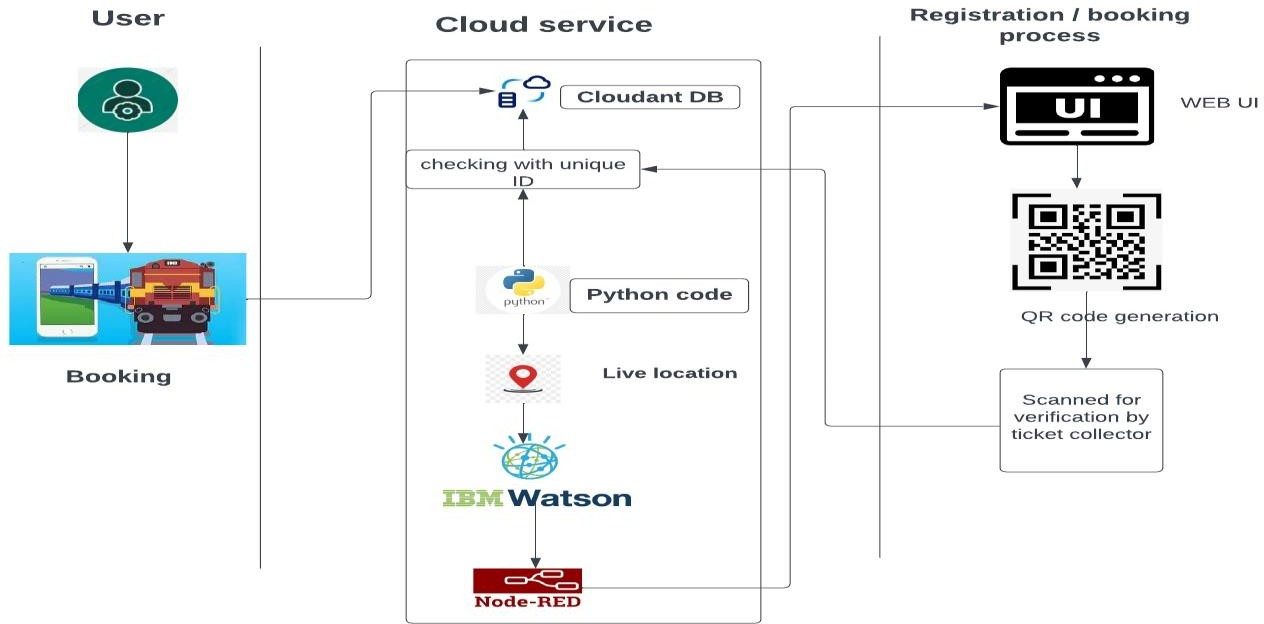 User
Cloud service
Registration / booking
process
Cloudant DB
UI
WEB UI
checking with unique
ID
python
Python code
QR code generation
Booking
Live location
Scanned for
verification by
ticket collector
IBM Watson
Node-RED